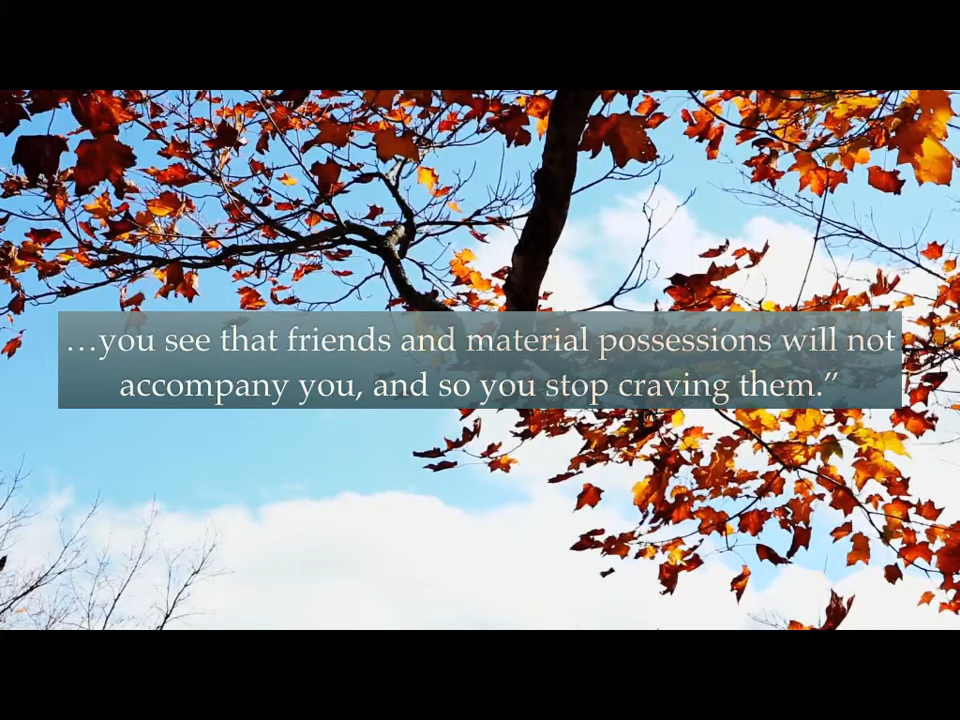 …you see that friends and material possessions will not
accompany you, and so you stop craving them.”